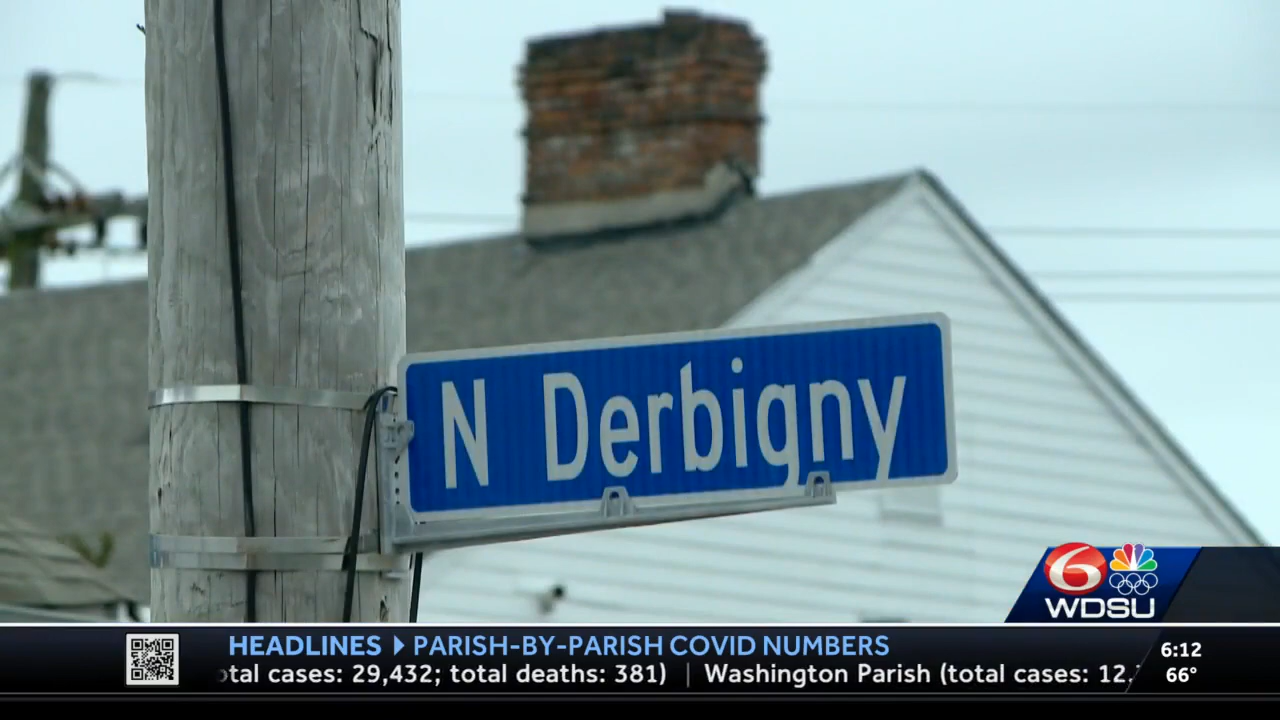 N Derbigny
6
WDSU
HEADLINES PARISH-BY-PARISH COVID NUMBERS
6:12
otal cases: 29,432; total deaths: 381) | Washington Parish (total cases: 12.
66°